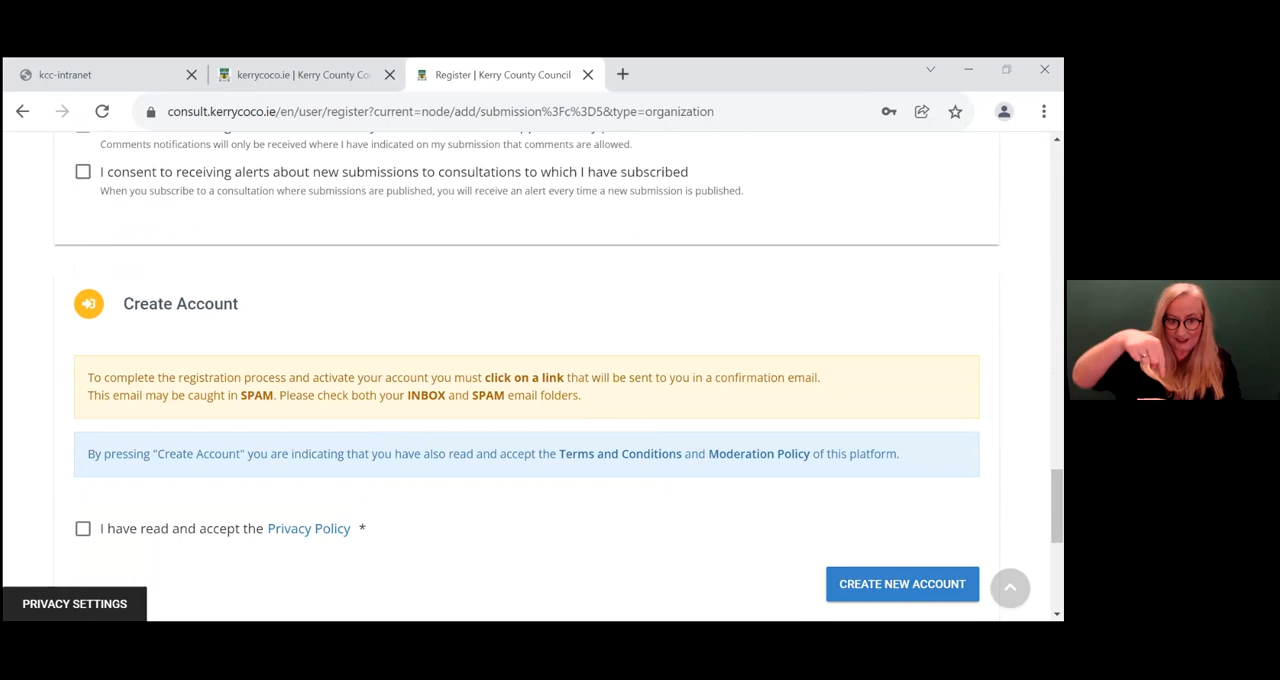 kcc-intranet
kerrycoco.ie | Kerry County Co
Register | Kerry County Council
consult.kerrycoco.ie/en/user/register?current=node/add/submission%3Fc%3D5&type=organization
Comments notifications will only be received where I have indicated on my submission that comments are allowed.
I consent to receiving alerts about new submissions to consultations to which I have subscribed
When you subscribe to a consultation where submissions are published, you will receive an alert every time a new submission is published.
Create Account
To complete the registration process and activate your account you must click on a link that will be sent to you in a confirmation email.
This email may be caught in SPAM. Please check both your INBOX and SPAM email folders.
By pressing "Create Account" you are indicating that you have also read and accept the Terms and Conditions and Moderation Policy of this platform.
I have read and accept the Privacy Policy *
CREATE NEW ACCOUNT
PRIVACY SETTINGS